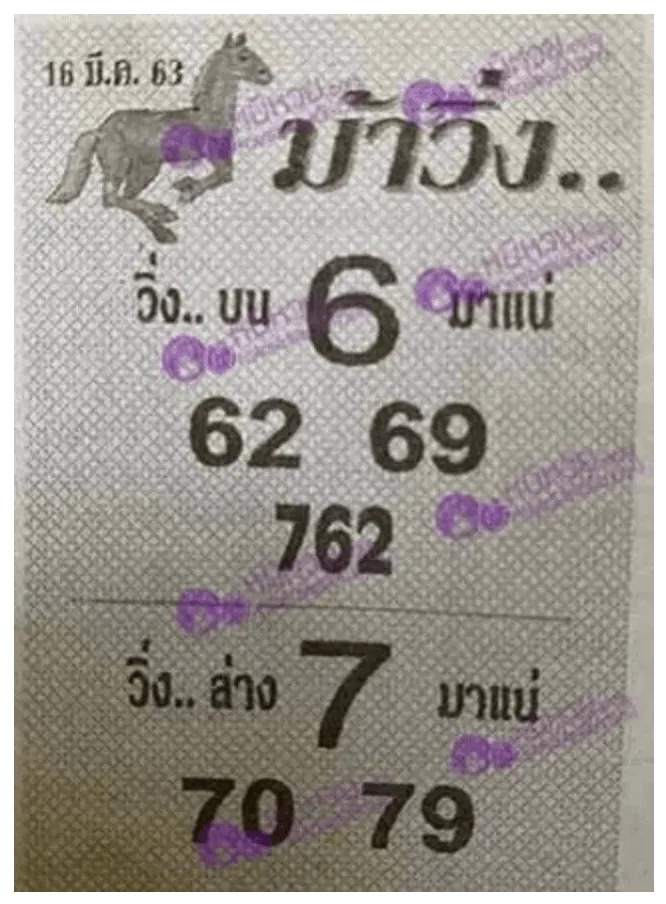 16 มี.ค. 63
ม้าวิ่ง..
วิ่ง.. บน 6 มาแน่
62 69
762
วิ่ง.. ล่าง 7 มาแน่
70 79